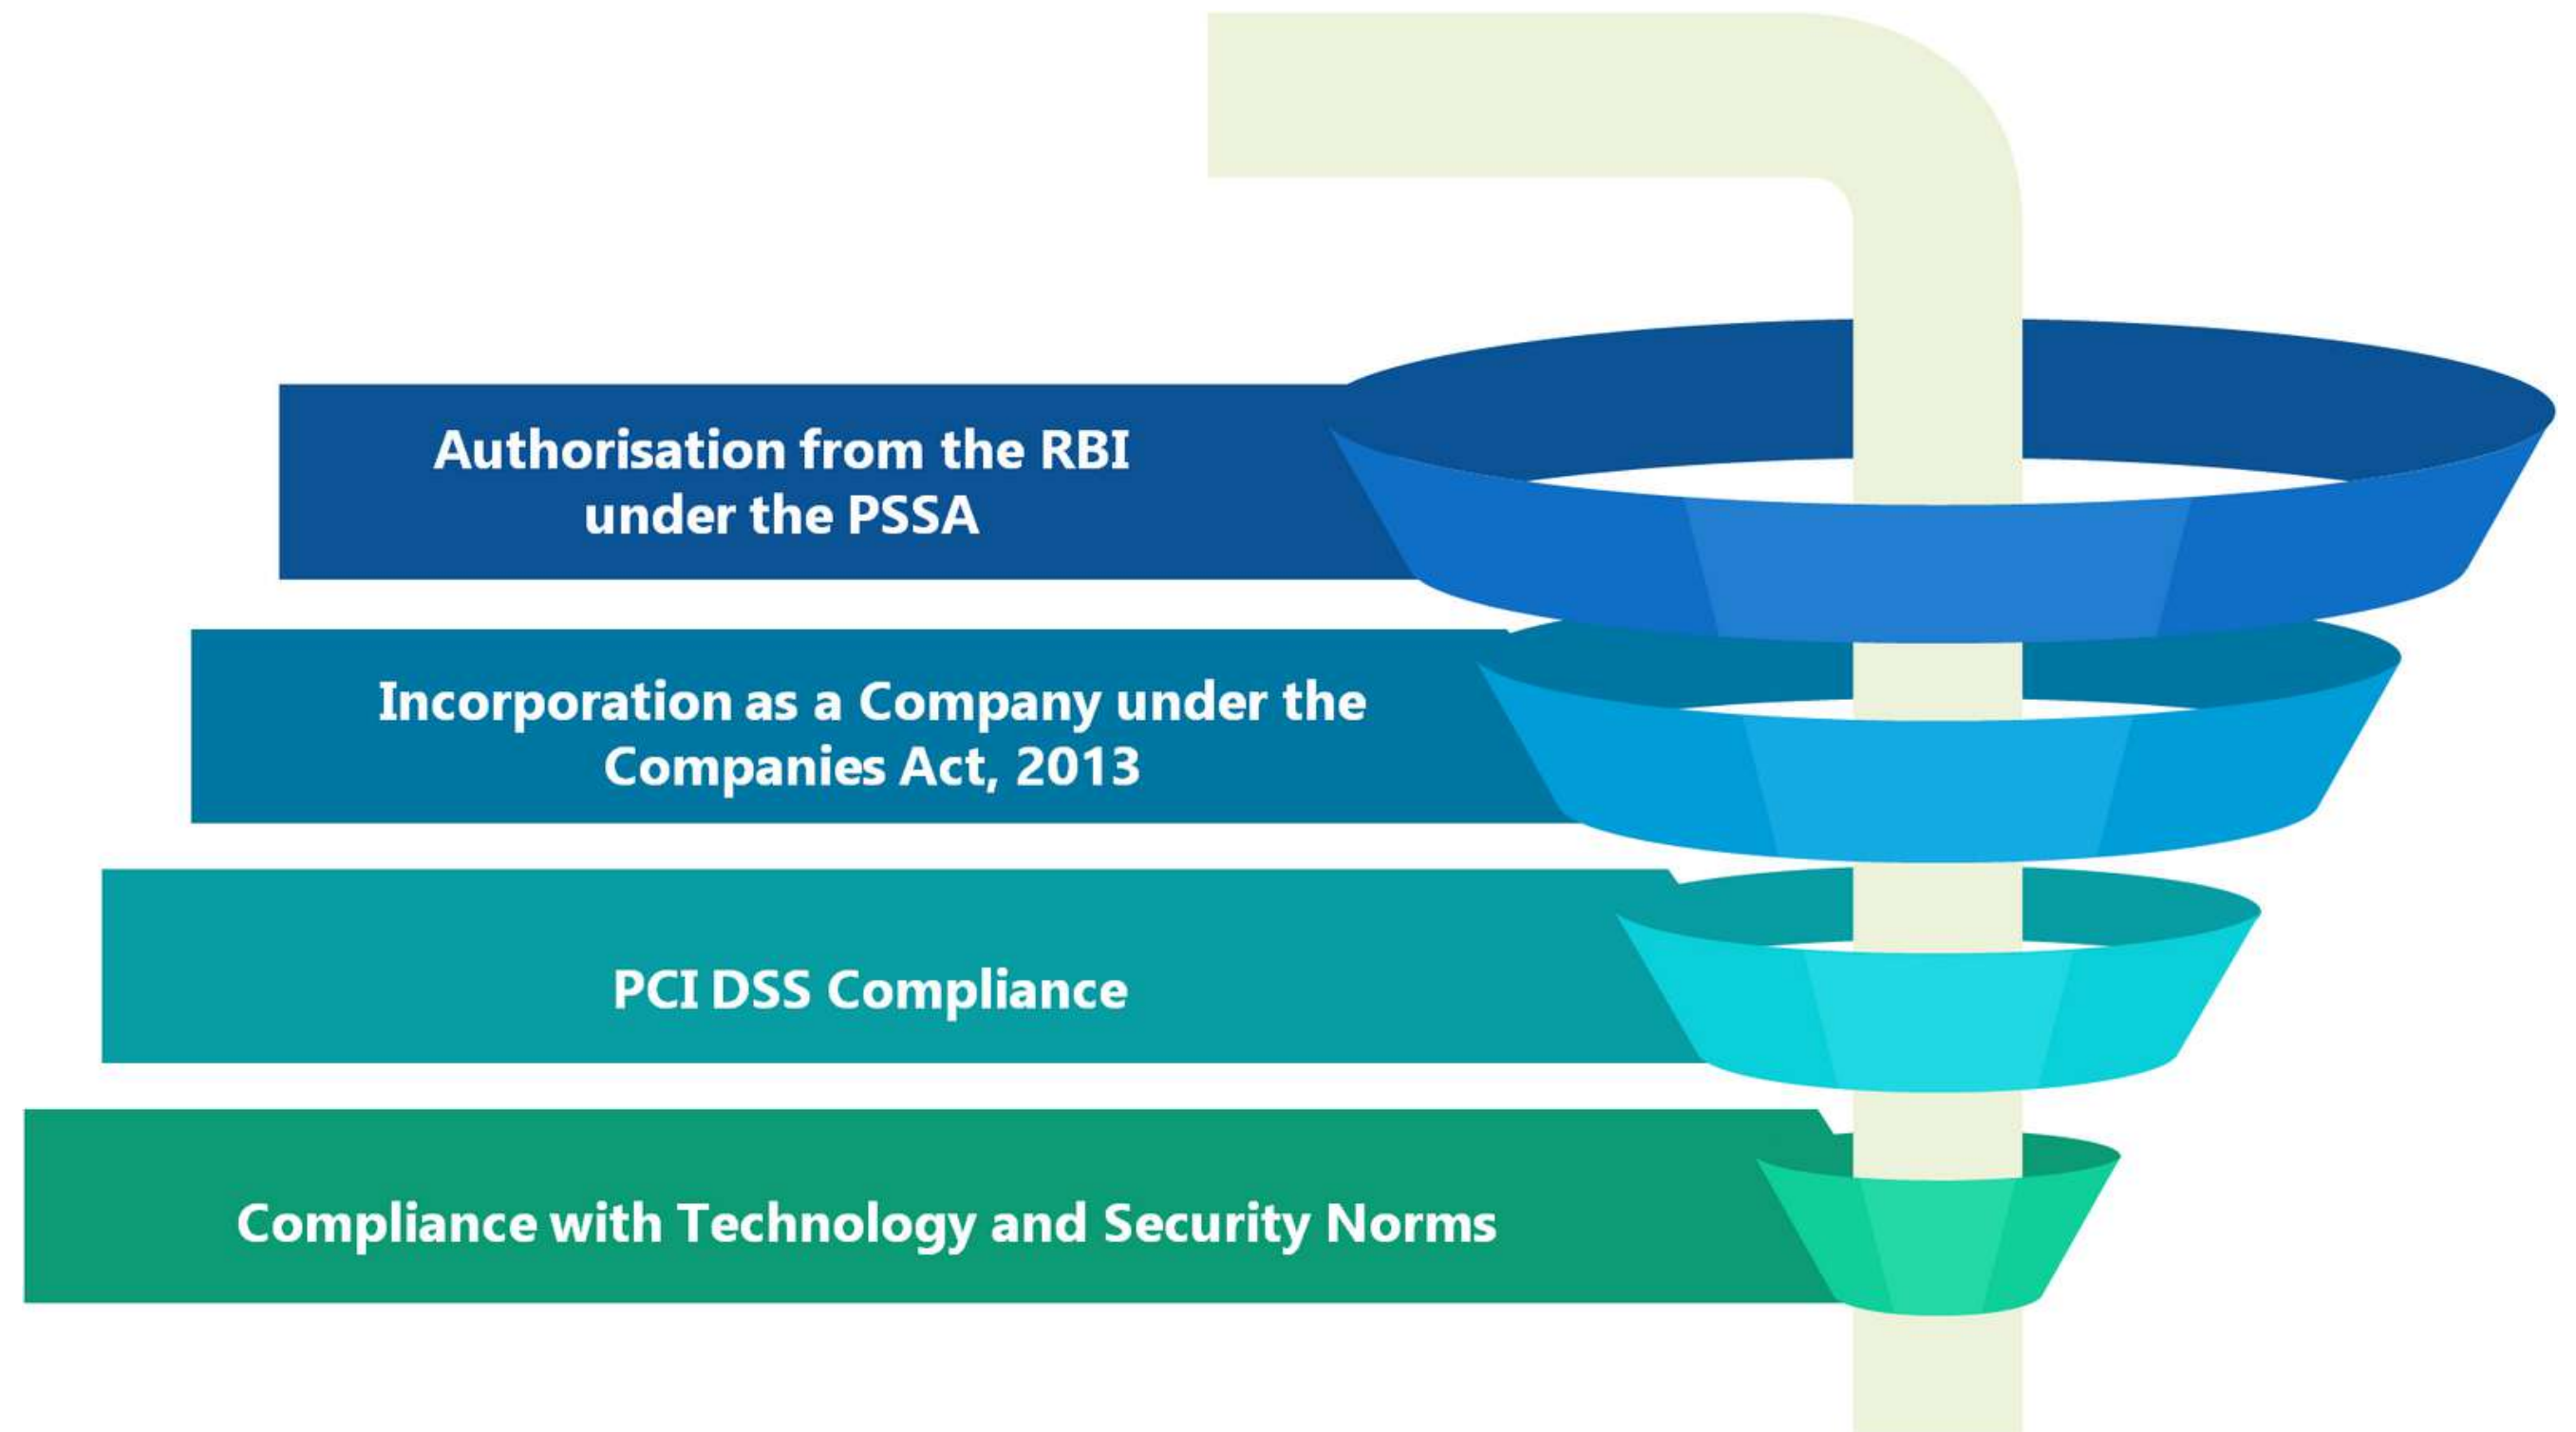 Authorisation from the RBI
under the PSSA
Incorporation as a Company under the
Companies Act, 2013
PCI DSS Compliance
Compliance with Technology and Security Norms